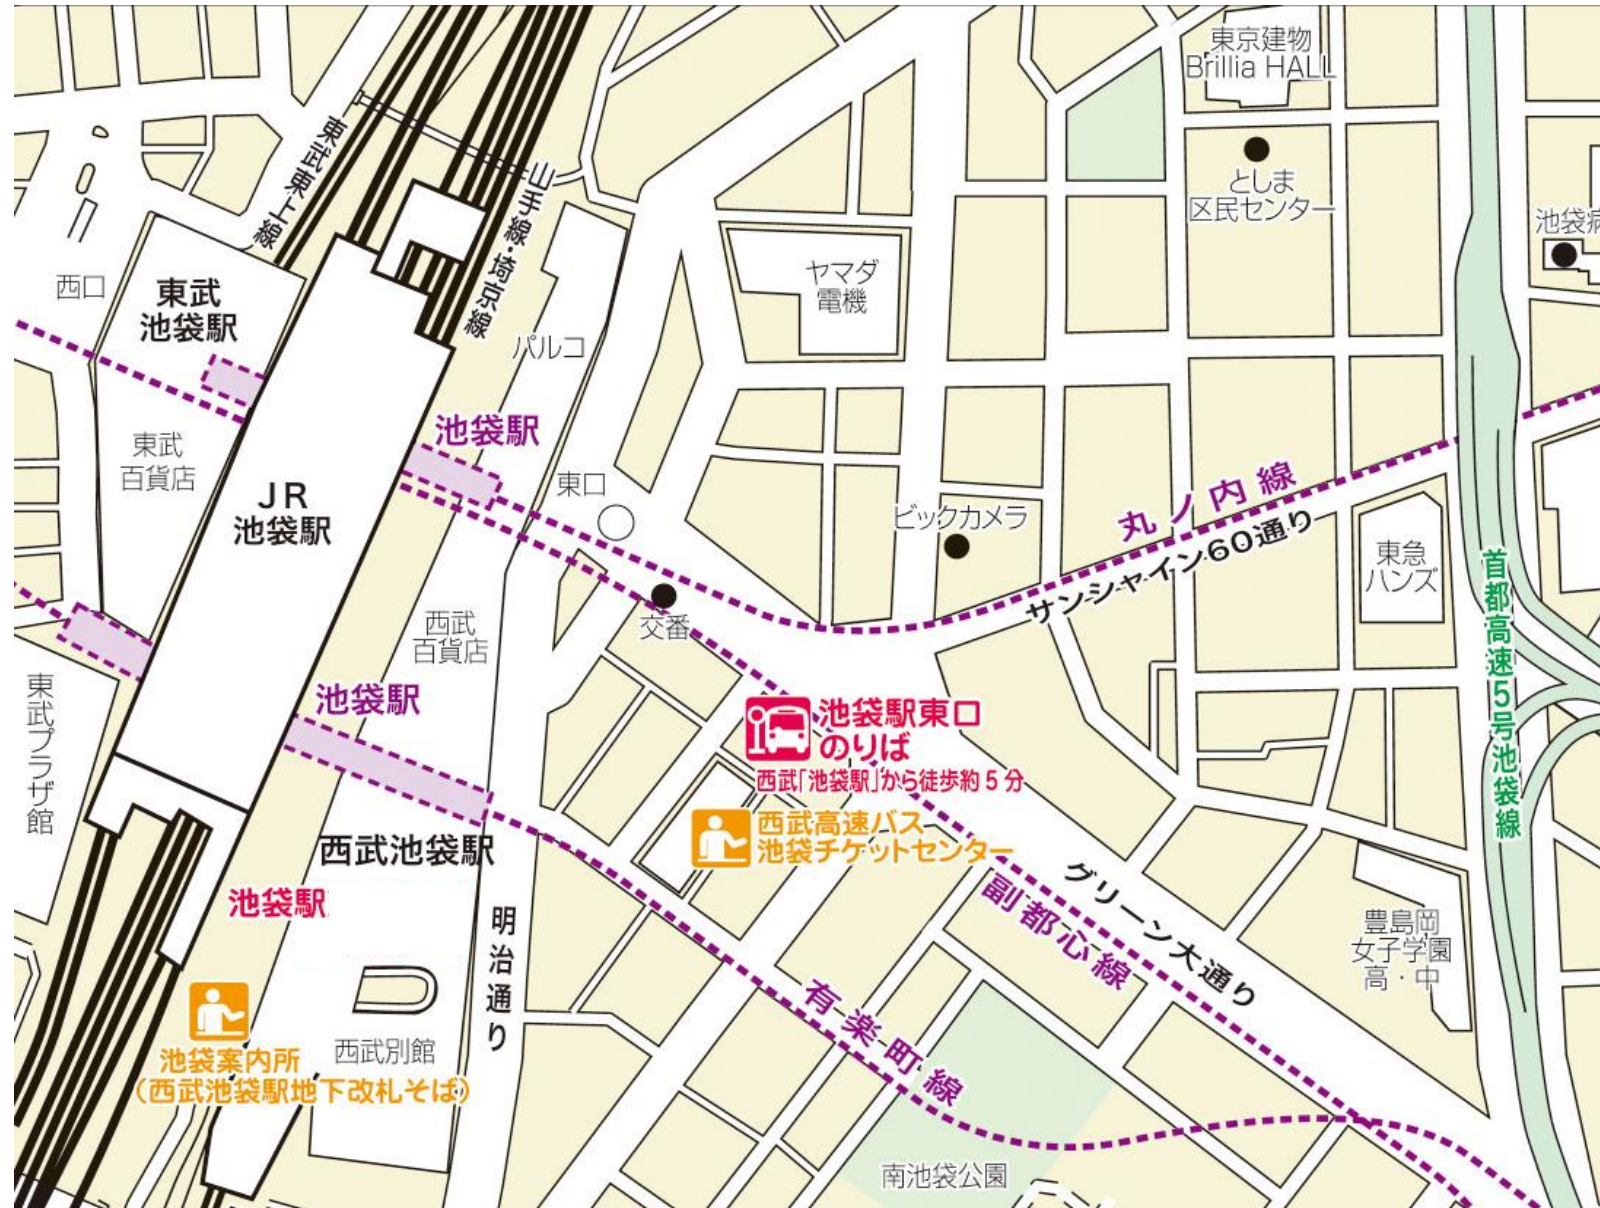 東京建物
Brillia HALL
東武東上線
山手線・埼京線
としま
区民センター
池袋病
西口
東武
池袋駅
ヤマダ
電機
パルコ
池袋駅
東武
百貨店
JR
池袋駅
東口
ビックカメラ
丸ノ内線
サンシャイン60通り
東急
ハンズ
首都高速5号池袋線
交番
西武
百貨店
池袋駅
東武プラザ館
池袋駅東口
のりば
西武「池袋駅」から徒歩約5分
西武高速バス
池袋チケットセンター
西武池袋駅
池袋駅
明治通り
副都心線
グリーン大通り
豊島岡
女子学園
高・中
有楽町線
西武別館
池袋案内所
(西武池袋駅地下改札そば)
南池袋公園